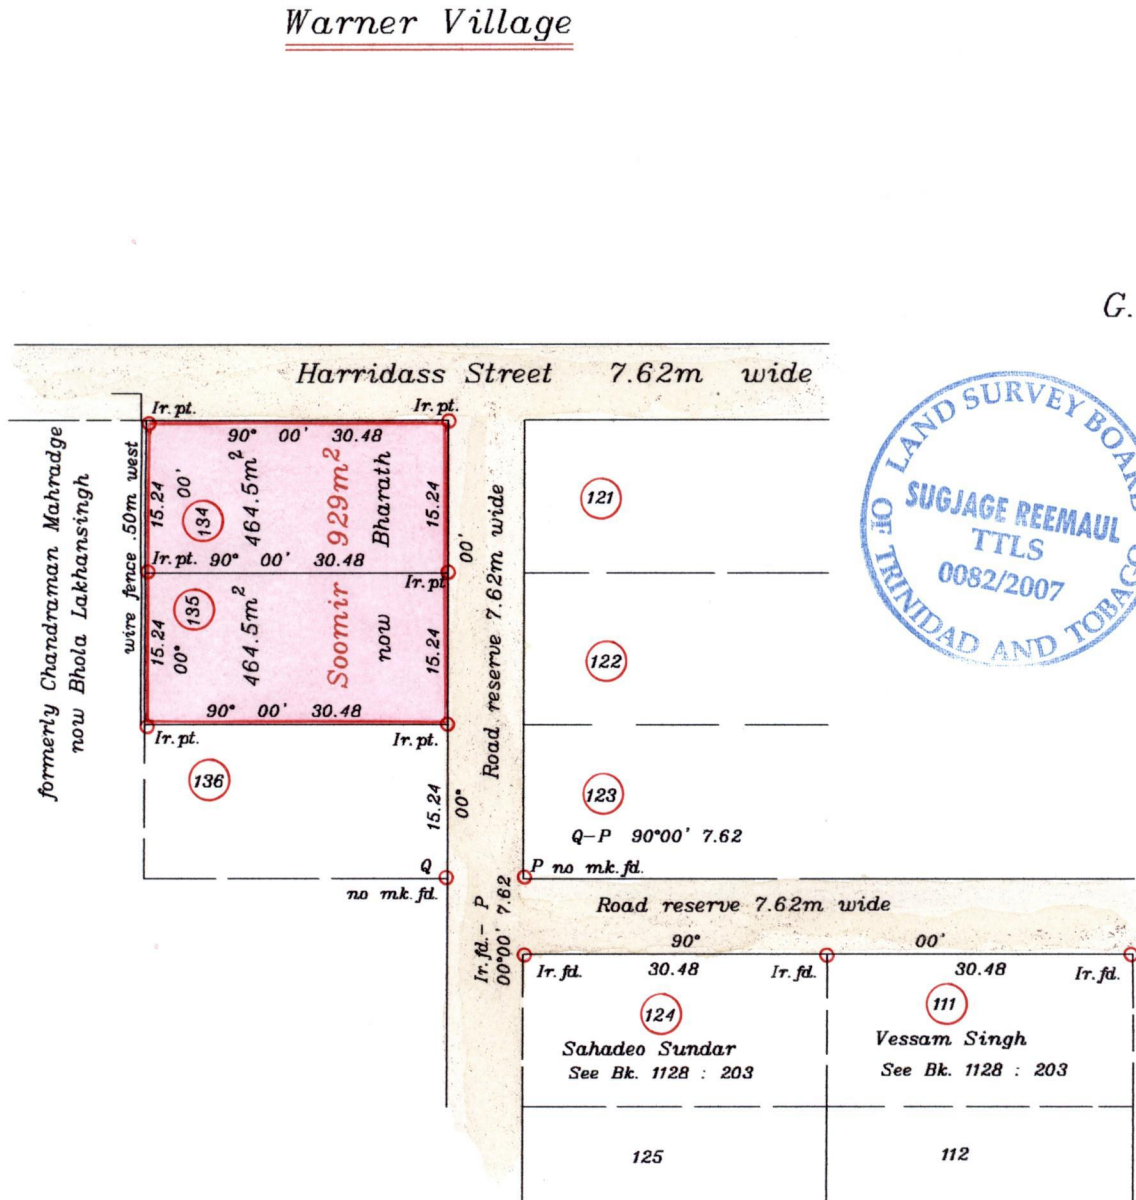 Warner Village
G.
Harridass Street 7.62m wide
LAND SURVEY BOARD
OF TRINIDAD AND TOBAGO
SUGJAGE REEMAUL
TTLS
0082/2007
formerly Chandraman Mahradge
now Bhola Lakhansingh
wire fence .50m west
Ir. pt.
Ir. pt.
90° 00' 30.48
15.24
00'
134
464.5m²
929m²
Bharath
15.24
Ir. pt. 90° 00' 30.48
Ir. pt
00'
135
15.24
00°
464.5m²
Soomir
now
15.24
90° 00' 30.48
Ir. pt.
Ir. pt.
136
15.24
00°
Q
no mk. fd.
Road reserve 7.62m wide
121
122
123
Q-P 90°00' 7.62
P no mk. fd.
Ir. fd. - P
00°00' 7.62
Road reserve 7.62m wide
90° 00'
Ir. fd. 30.48 Ir. fd. 30.48 Ir. fd.
124
Sahadeo Sundar
See Bk. 1128 : 203
111
Vessam Singh
See Bk. 1128 : 203
125
112